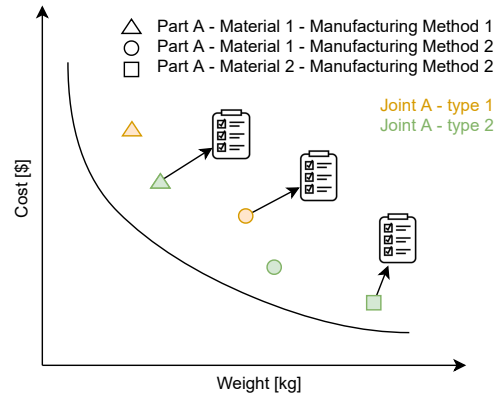 Part A - Material 1 - Manufacturing Method 1
Part A - Material 1 - Manufacturing Method 2
Part A - Material 2 - Manufacturing Method 2
Joint A - type 1
Joint A - type 2
Cost [$]
Weight [kg]